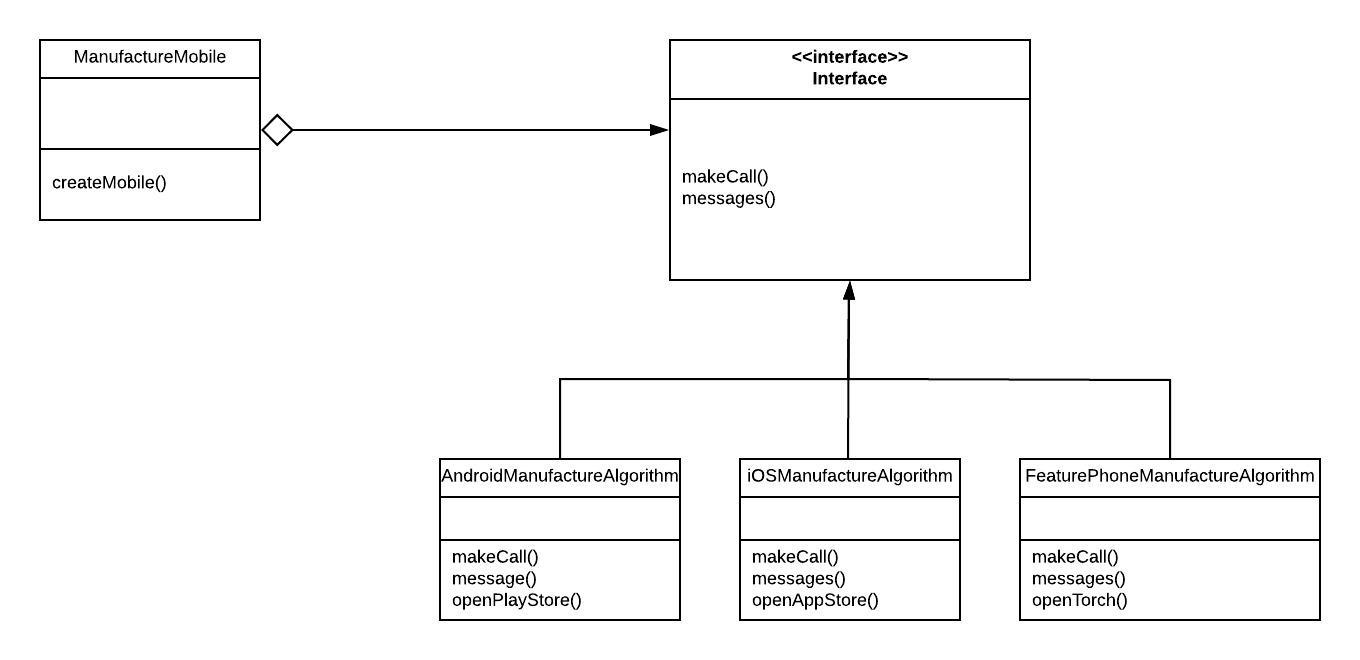 ManufactureMobile
createMobile()
<<interface>>
Interface
makeCall()
messages()
AndroidManufactureAlgorithm
makeCall()
message()
openPlayStore()
iOSManufactureAlgorithm
makeCall()
messages()
openAppStore()
FeaturePhoneManufactureAlgorithm
makeCall()
messages()
openTorch()